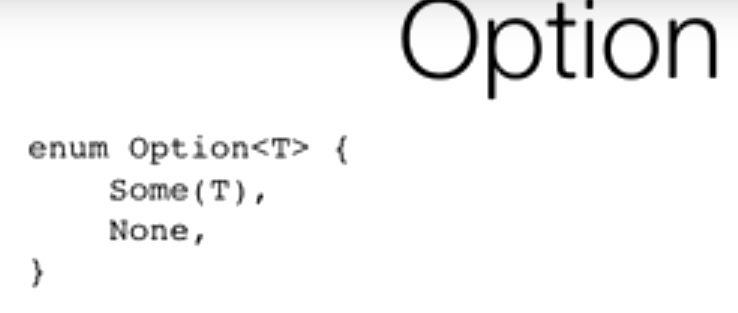 Option
enum Option<T> {
    Some(T),
    None,
}